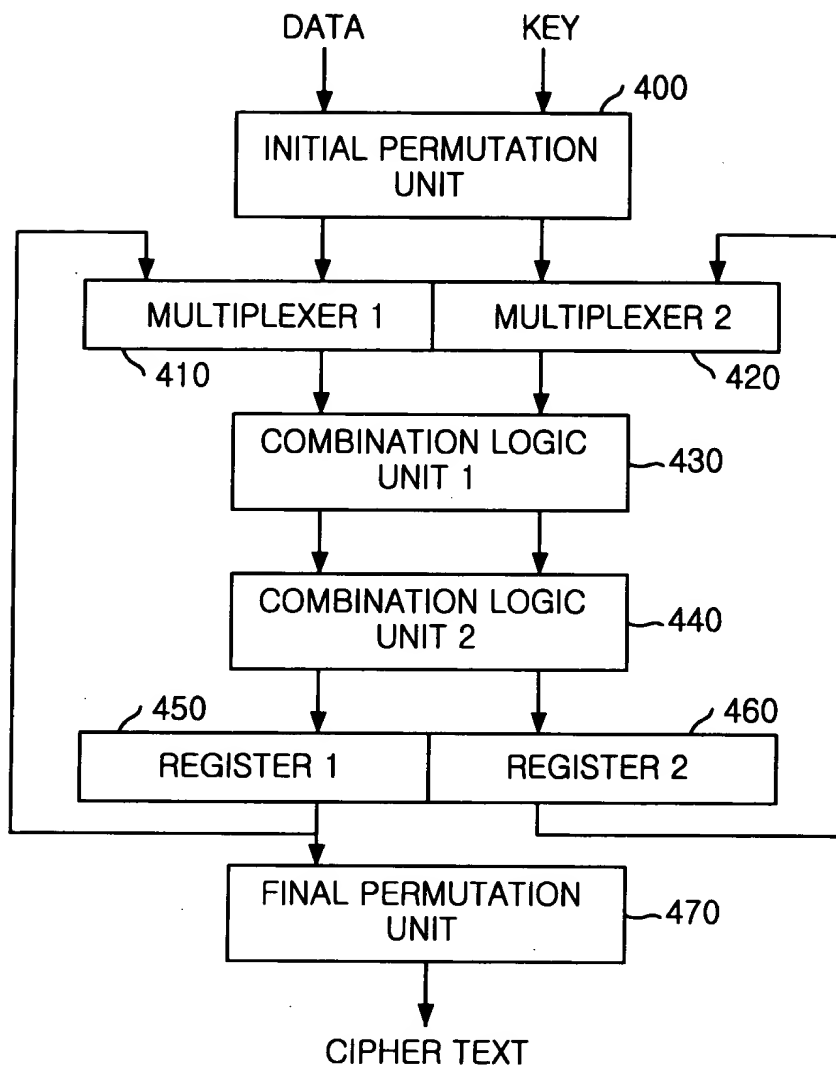 DATA KEY
400
INITIAL PERMUTATION
UNIT
MULTIPLEXER 1 MULTIPLEXER 2
410 420
COMBINATION LOGIC
UNIT 1
430
COMBINATION LOGIC
UNIT 2
440
450 460
REGISTER 1 REGISTER 2
FINAL PERMUTATION
UNIT
470
CIPHER TEXT